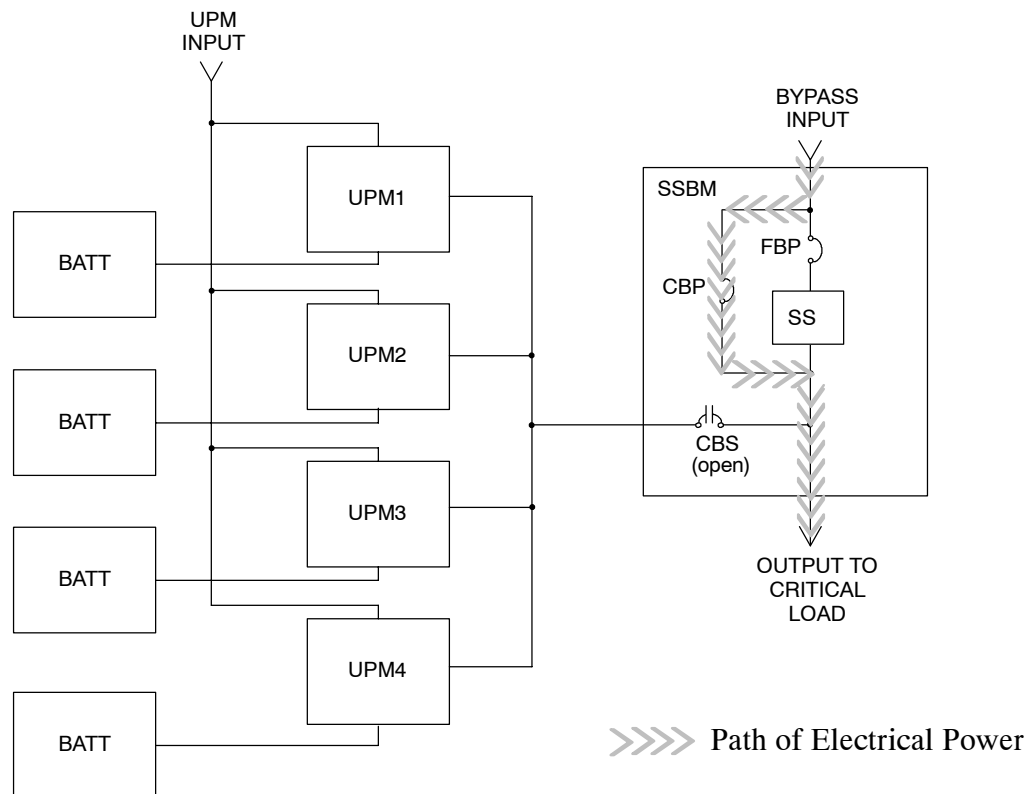 UPM
INPUT
BYPASS
INPUT
SSBM
UPM1
FBP
BATT
CBP
SS
UPM2
BATT
CBS
(open)
UPM3
BATT
OUTPUT TO
CRITICAL
LOAD
UPM4
BATT
Path of Electrical Power